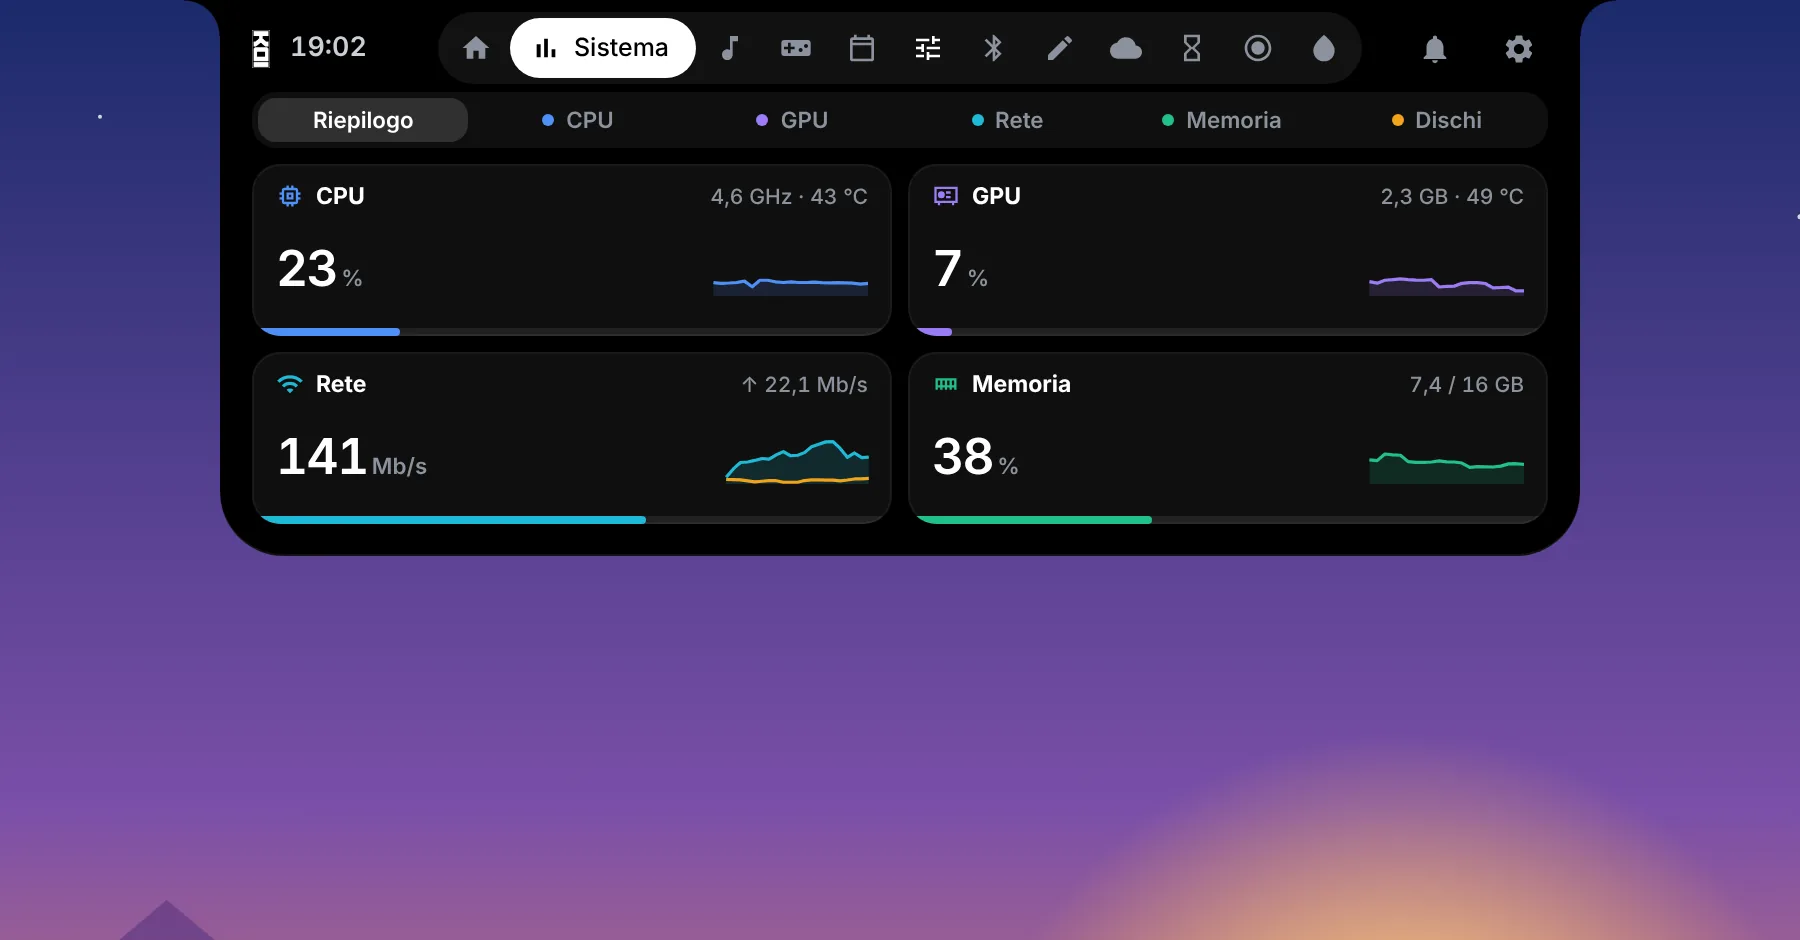 19:02 Sistema
Riepilogo CPU GPU Rete Memoria Dischi
CPU 4,6 GHz · 43 °C
23 %
GPU 2,3 GB · 49 °C
7 %
Rete ↑ 22,1 Mb/s
141 Mb/s
Memoria 7,4 / 16 GB
38 %